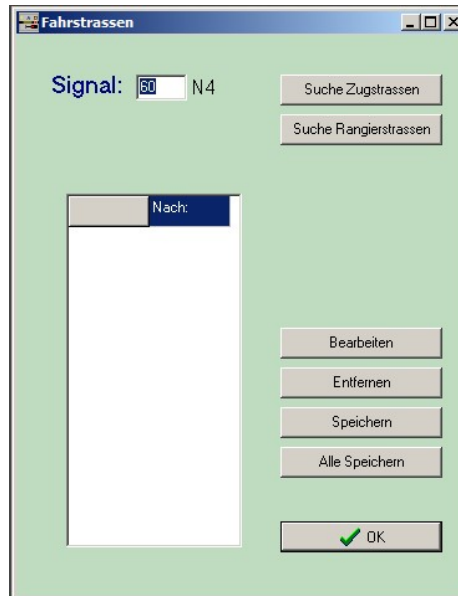 Fahrstrassen
Signal: 60 N4
Suche Zugstrassen
Suche Rangierstrassen
Nach:
Bearbeiten
Entfernen
Speichern
Alle Speichern
OK